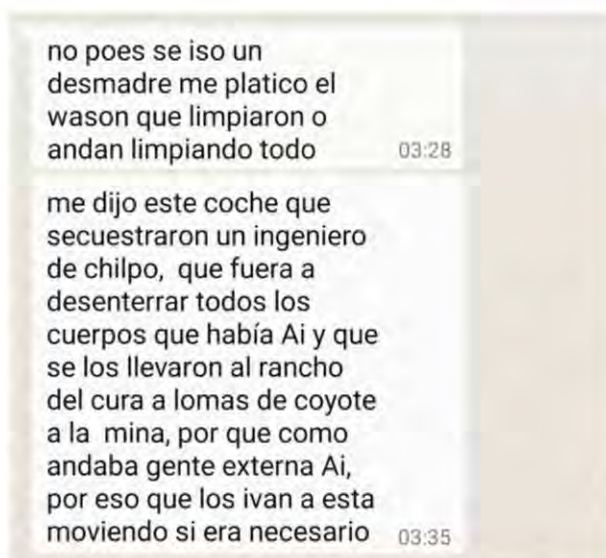 no poes se iso un
desmadre me platico el
wason que limpiaron o
andan limpiando todo 03:28
me dijo este coche que
secuestraron un ingeniero
de chilpo, que fuera a
desenterrar todos los
cuerpos que había Ai y que
se los llevaron al rancho
del cura a lomas de coyote
a la mina, por que como
andaba gente externa Ai,
por eso que los ivan a esta
moviendo si era necesario 03:35